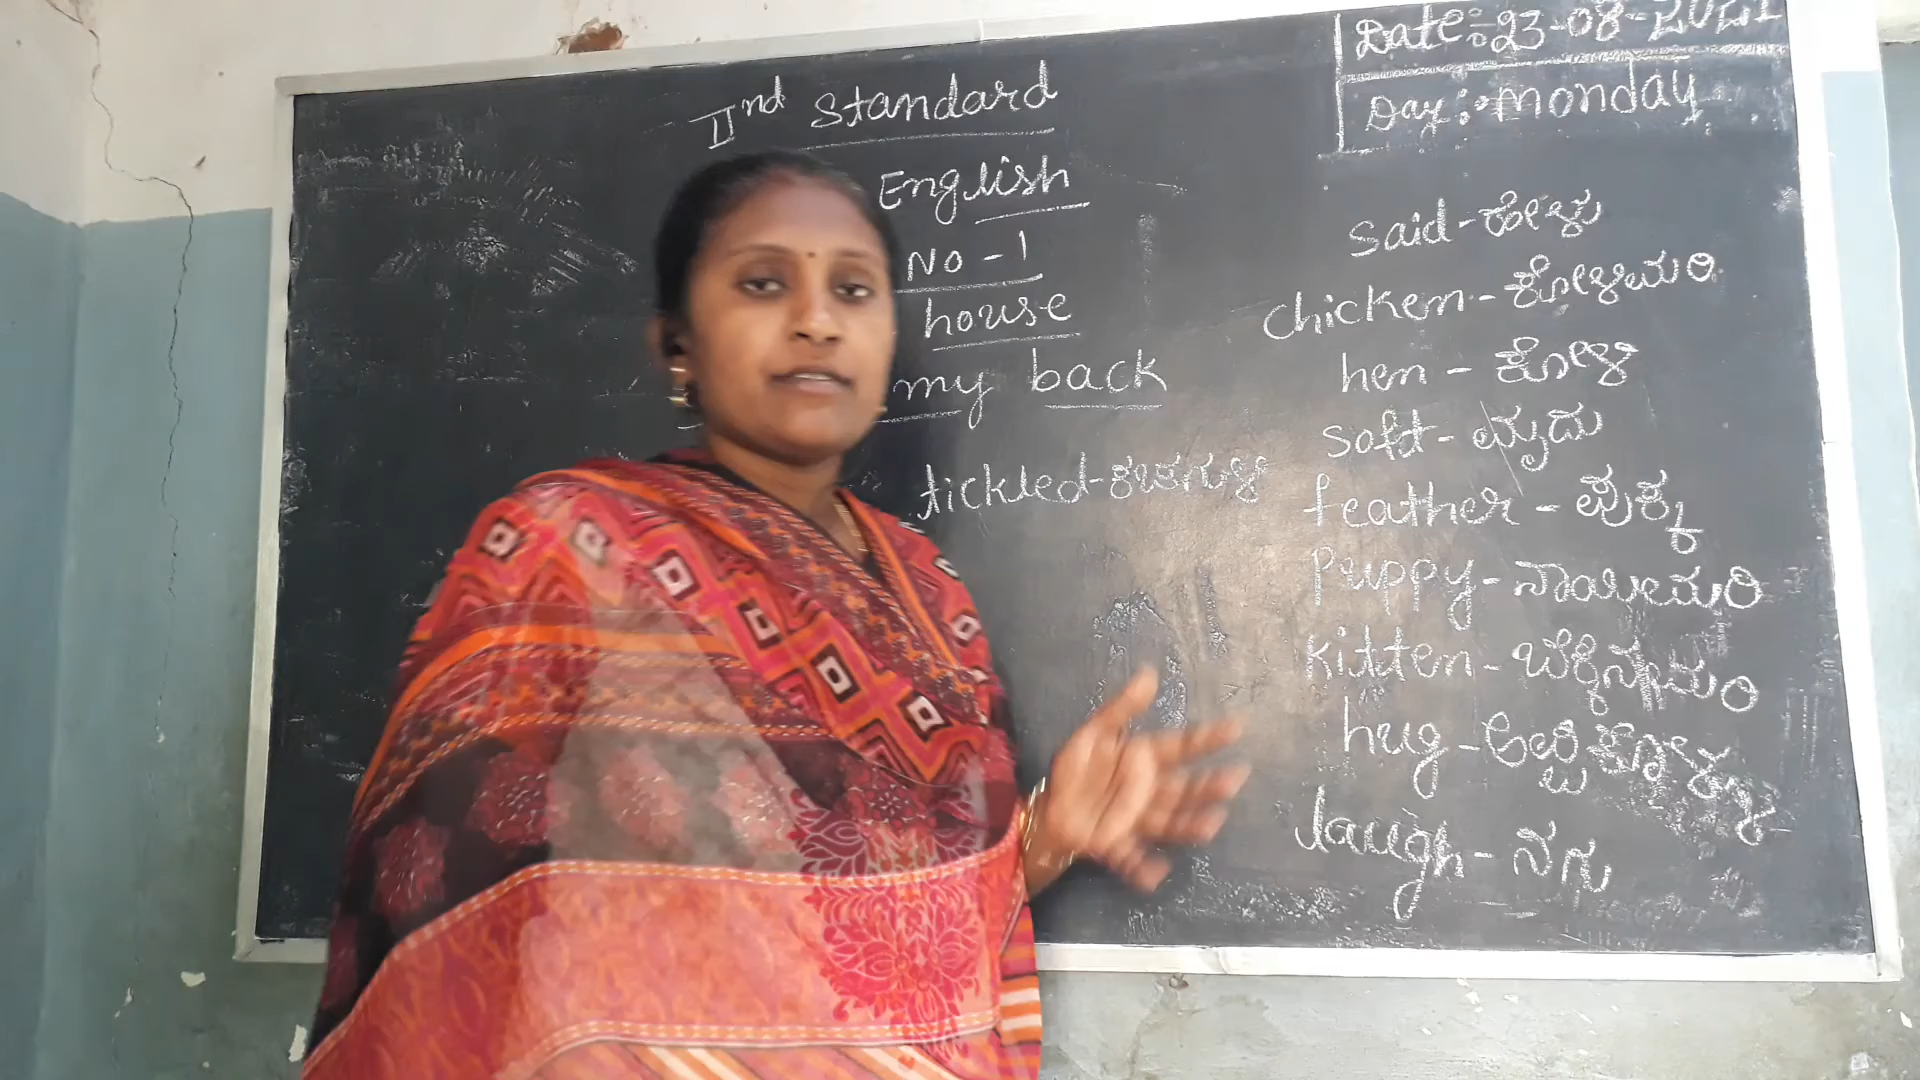 Date: 23-08-2021
Day: Monday
IInd Standard
English
No-1
house
my back
tickled-ಕಚಗುಳಿ
Said-ಹೇಳು
Chicken-ಕೋಳಿಮರಿ
hen-ಕೋಳಿ
Soft-ಮೃದು
feather-ಪುಕ್ಕ
Puppy-ನಾಯಿಮರಿ
Kitten-ಬೆಕ್ಕಿನಮರಿ
hug-ಅಪ್ಪಿಕೊಳ್ಳು
laugh-ನಗು